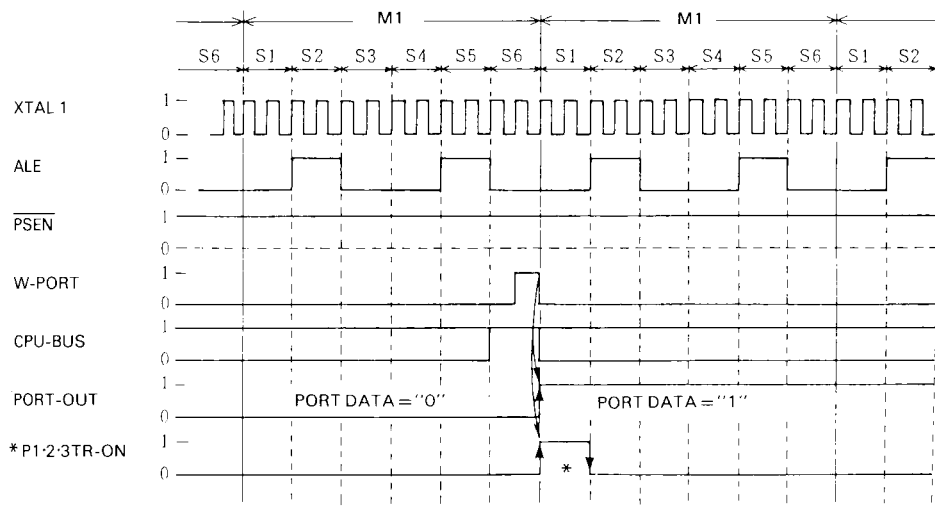 M1 M1
S6 S1 S2 S3 S4 S5 S6 S1 S2 S3 S4 S5 S6 S1 S2
XTAL 1 1
0
ALE 1
0
PSEN 1
0
W-PORT 1
0
CPU-BUS 1
0
PORT-OUT 1 PORT DATA="0" PORT DATA="1"
0
*P1·2·3TR-ON 1
0 *